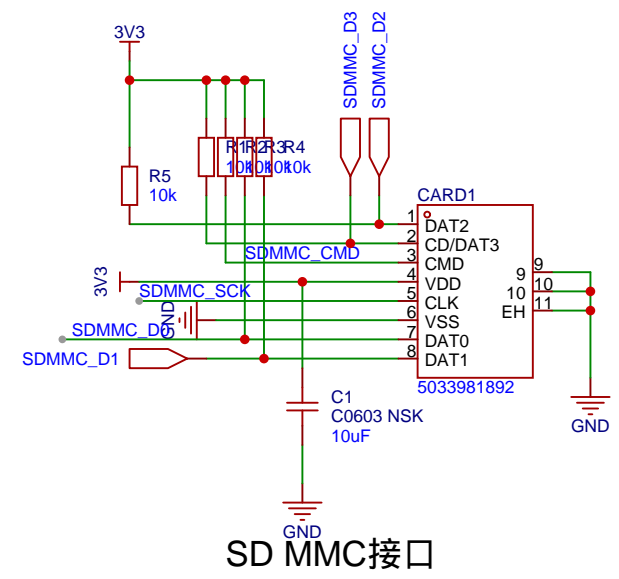 3V3
SDMMC_D3
SDMMC_D2
R1
R2
R3
R4
10k
10k
10k
10k
R5
10k
CARD1
1
DAT2
2
CD/DAT3
SDMMC_CMD
3
CMD
3V3
4
VDD
SDMMC_SCK
5
CLK
GND
6
VSS
SDMMC_D0
7
DAT0
SDMMC_D1
8
DAT1
9
9
10
10
EH
11
5033981892
C1
C0603 NSK
10uF
GND
GND
SD MMC接口